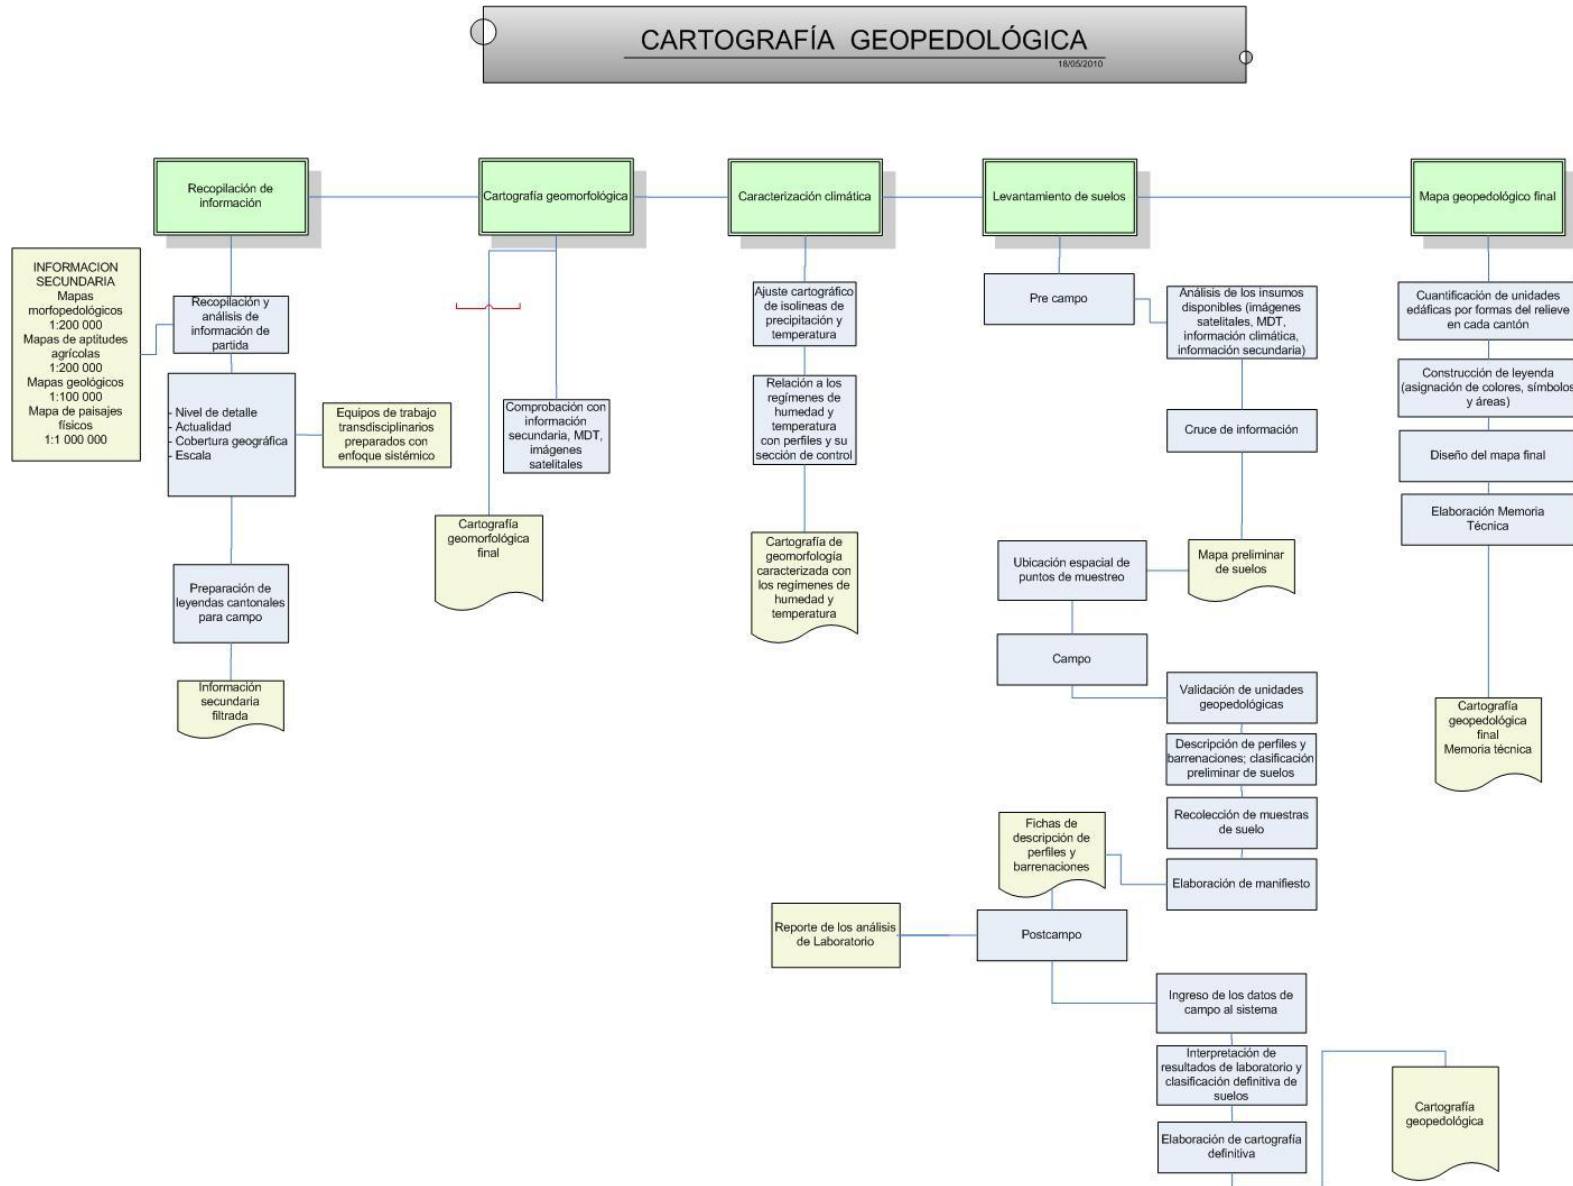 CARTOGRAFÍA GEOPEDOLÓGICA
18/05/2010
Recopilación de
información
Cartografía geomorfológica
Caracterización climática
Levantamiento de suelos
Mapa geopedológico final
INFORMACION
SECUNDARIA
Mapas
morfopedológicos
1:200 000
Mapas de aptitudes
agrícolas
1:200 000
Mapas geológicos
1:100 000
Mapa de paisajes
físicos
1:1 000 000
Recopilación y
análisis de
información de
partida
- Nivel de detalle
- Actualidad
- Cobertura geográfica
- Escala
Equipos de trabajo
transdisciplinarios
preparados con
enfoque sistémico
Preparación de
leyendas cantonales
para campo
Información
secundaria
filtrada
Comprobación con
información
secundaria, MDT,
imágenes
satelitales
Cartografía
geomorfológica
final
Ajuste cartográfico
de isolineas de
precipitación y
temperatura
Relación a los
regímenes de
humedad y
temperatura
con perfiles y su
sección de control
Cartografía de
geomorfología
caracterizada con
los regímenes de
humedad y
temperatura
Pre campo
Análisis de los insumos
disponibles (imágenes
satelitales, MDT,
información climática,
información secundaria)
Cruce de información
Mapa preliminar
de suelos
Ubicación espacial de
puntos de muestreo
Campo
Validación de unidades
geopedológicas
Descripción de perfiles y
barrenaciones; clasificación
preliminar de suelos
Recolección de muestras
de suelo
Elaboración de manifiesto
Fichas de
descripción de
perfiles y
barrenaciones
Postcampo
Reporte de los análisis
de Laboratorio
Ingreso de los datos de
campo al sistema
Interpretación de
resultados de laboratorio y
clasificación definitiva de
suelos
Elaboración de cartografía
definitiva
Cartografía
geopedológica
Cuantificación de unidades
edáficas por formas del relieve
en cada cantón
Construcción de leyenda
(asignación de colores, símbolos
y áreas)
Diseño del mapa final
Elaboración Memoria
Técnica
Cartografía
geopedológica
final
Memoria técnica